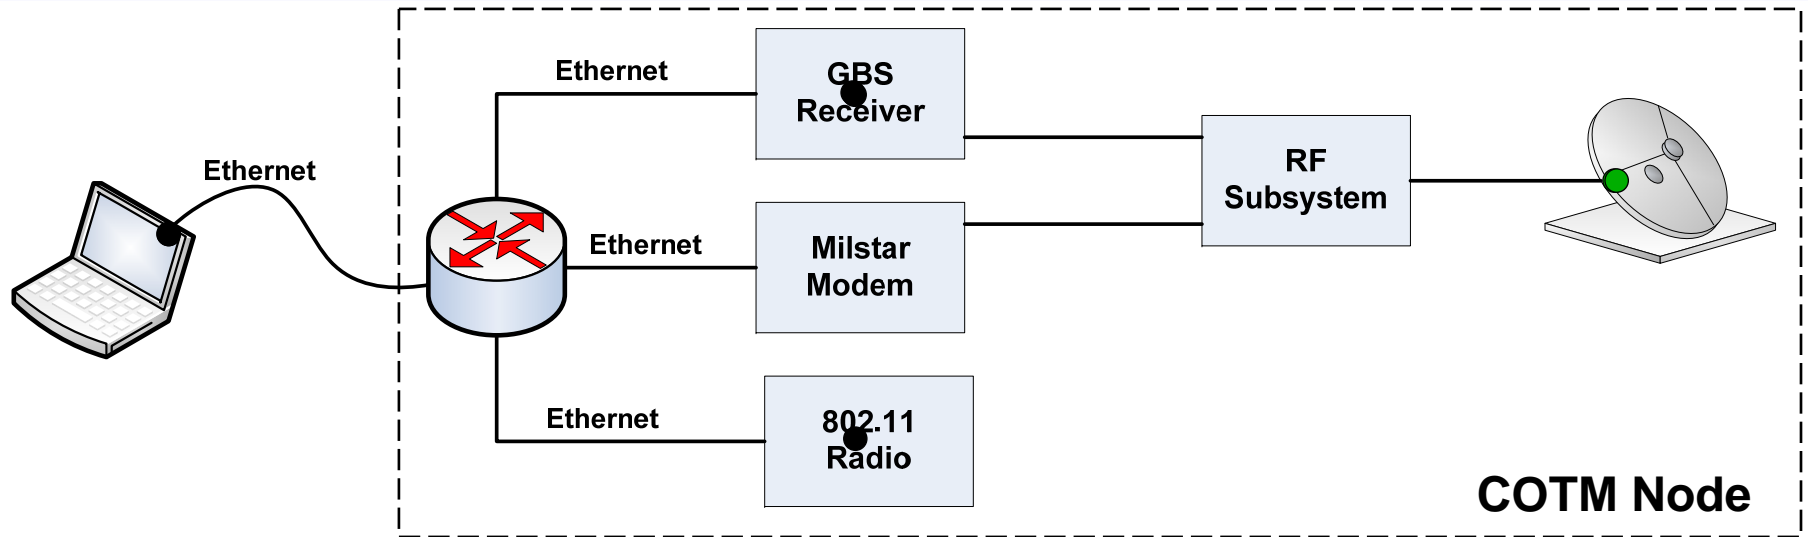 Ethernet
GBS
Receiver
Ethernet
RF
Subsystem
Ethernet
Milstar
Modem
Ethernet
802.11
Radio
COTM Node